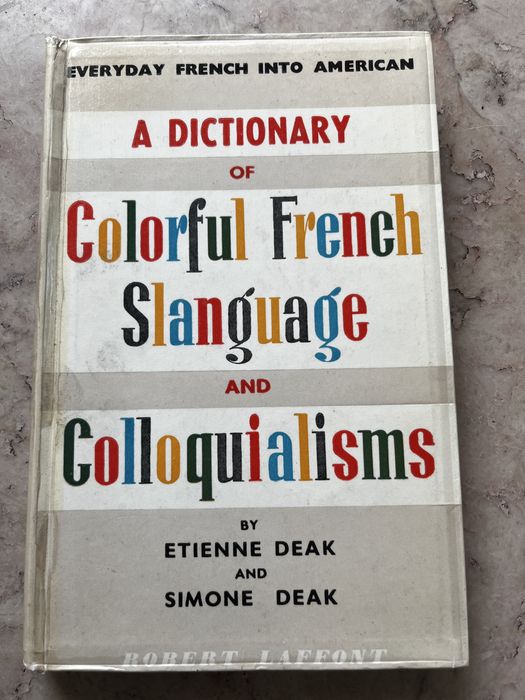 EVERYDAY FRENCH INTO AMERICAN
A DICTIONARY
OF
Colorful French
Slanguage
AND
Colloquialisms
BY
ETIENNE DEAK
AND
SIMONE DEAK
ROBERT LAFFONT